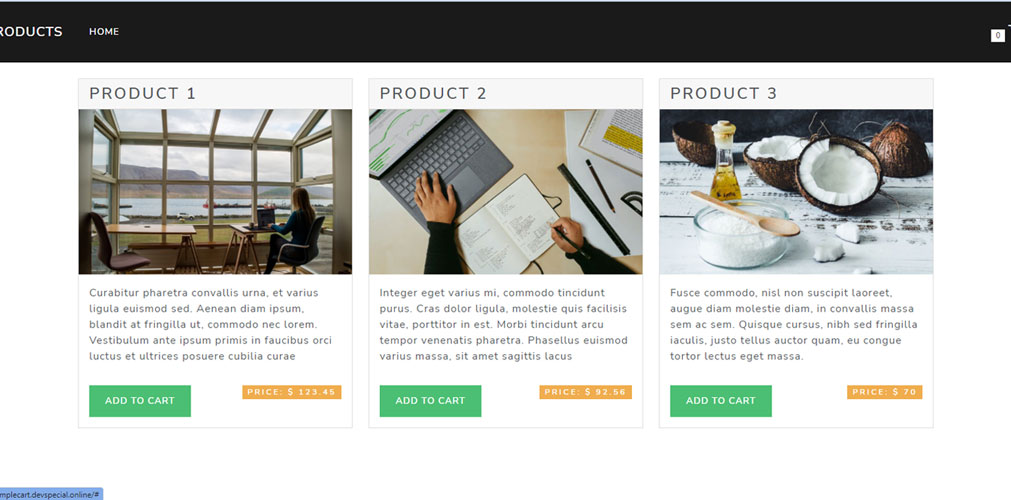 RODUCTS HOME 0
PRODUCT 1
Curabitur pharetra convallis urna, et varius
ligula euismod sed. Aenean diam ipsum,
blandit at fringilla ut, commodo nec lorem.
Vestibulum ante ipsum primis in faucibus orci
luctus et ultrices posuere cubilia curae
ADD TO CART PRICE: $ 123.45
PRODUCT 2
Integer eget varius mi, commodo tincidunt
purus. Cras dolor ligula, molestie quis facilisis
vitae, porttitor in est. Morbi tincidunt arcu
tempor venenatis pharetra. Phasellus euismod
varius massa, sit amet sagittis lacus
ADD TO CART PRICE: $ 92.56
PRODUCT 3
Fusce commodo, nisl non suscipit laoreet,
augue diam molestie diam, in convallis massa
sem ac sem. Quisque cursus, nibh sed fringilla
iaculis, justo tellus auctor quam, eu congue
tortor lectus eget massa.
ADD TO CART PRICE: $ 70
mplecart.devspecial.online/#